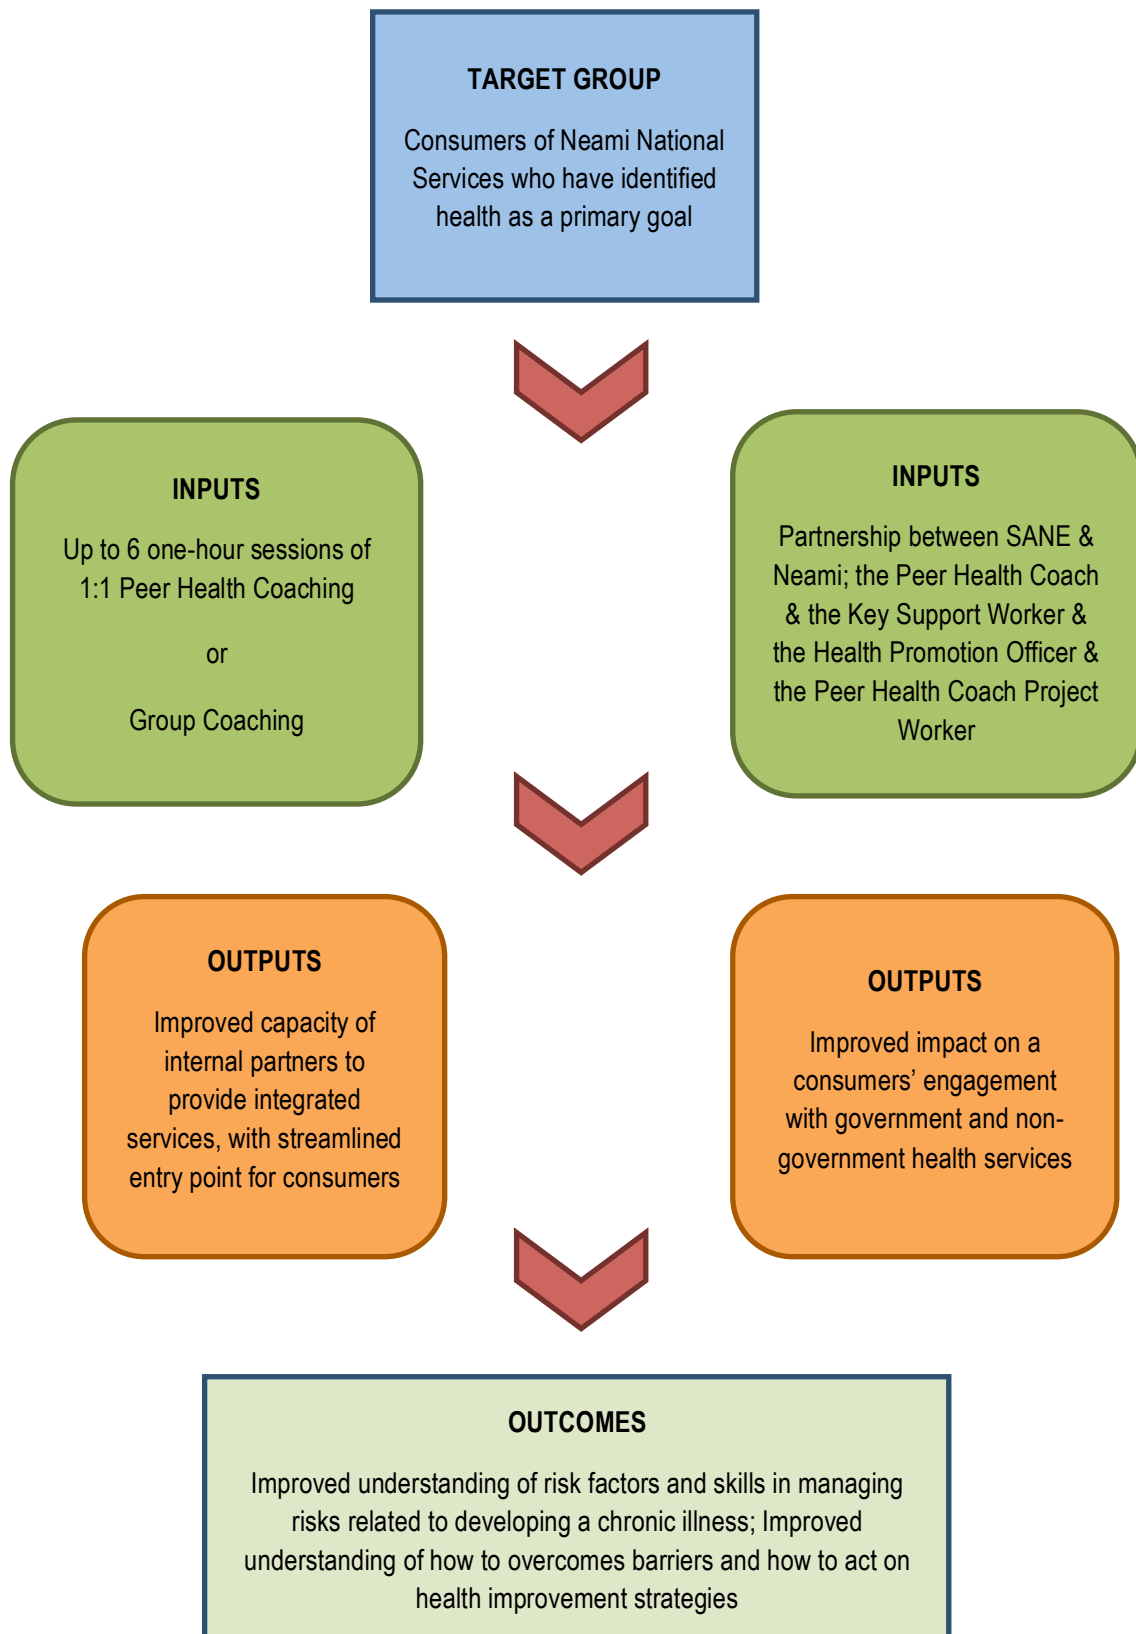 TARGET GROUP
Consumers of Neami National
Services who have identified
health as a primary goal
INPUTS
Up to 6 one-hour sessions of
1:1 Peer Health Coaching
or
Group Coaching
INPUTS
Partnership between SANE &
Neami; the Peer Health Coach
& the Key Support Worker &
the Health Promotion Officer &
the Peer Health Coach Project
Worker
OUTPUTS
Improved capacity of
internal partners to
provide integrated
services, with streamlined
entry point for consumers
OUTPUTS
Improved impact on a
consumers’ engagement
with government and non-
government health services
OUTCOMES
Improved understanding of risk factors and skills in managing
risks related to developing a chronic illness; Improved
understanding of how to overcomes barriers and how to act on
health improvement strategies